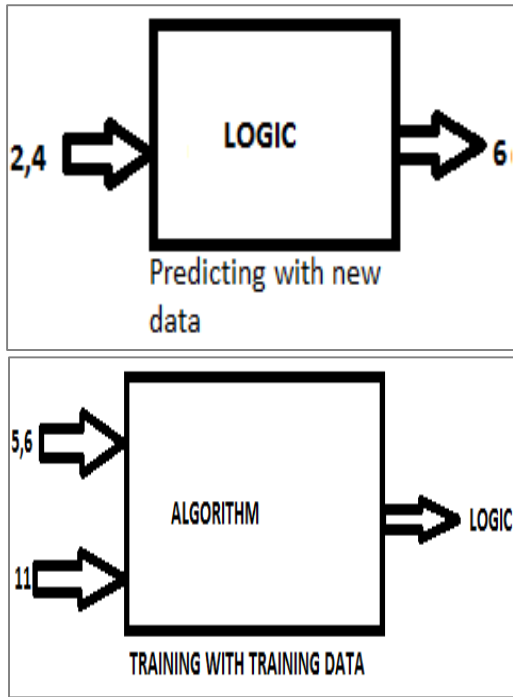 LOGIC
2,4
6
Predicting with new
data
5,6
ALGORITHM
LOGIC
11
TRAINING WITH TRAINING DATA